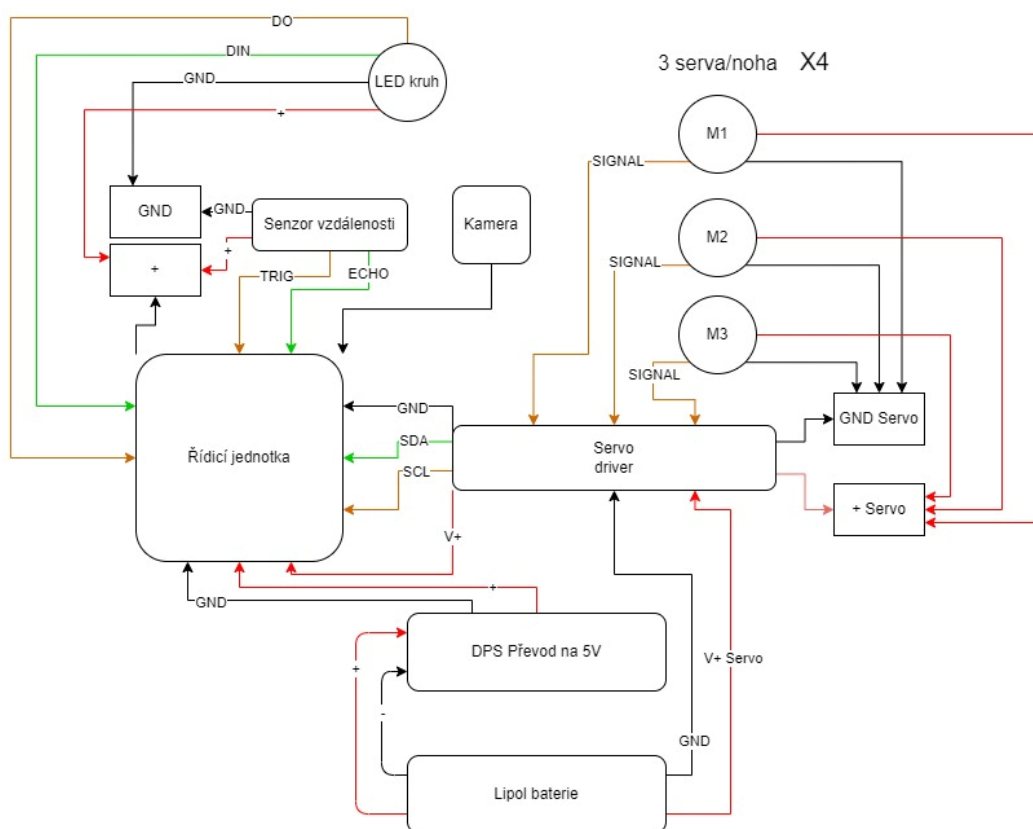 DO
DIN
GND
LED kruh
+
3 serva/noha X4
M1
SIGNAL
GND
GND
Senzor vzdálenosti
Kamera
+
+
TRIG
ECHO
M2
SIGNAL
M3
SIGNAL
GND
SDA
SCL
Řídicí jednotka
Servo
driver
GND Servo
+ Servo
V+
+
GND
DPS Převod na 5V
+
-
V+ Servo
GND
Lipol baterie